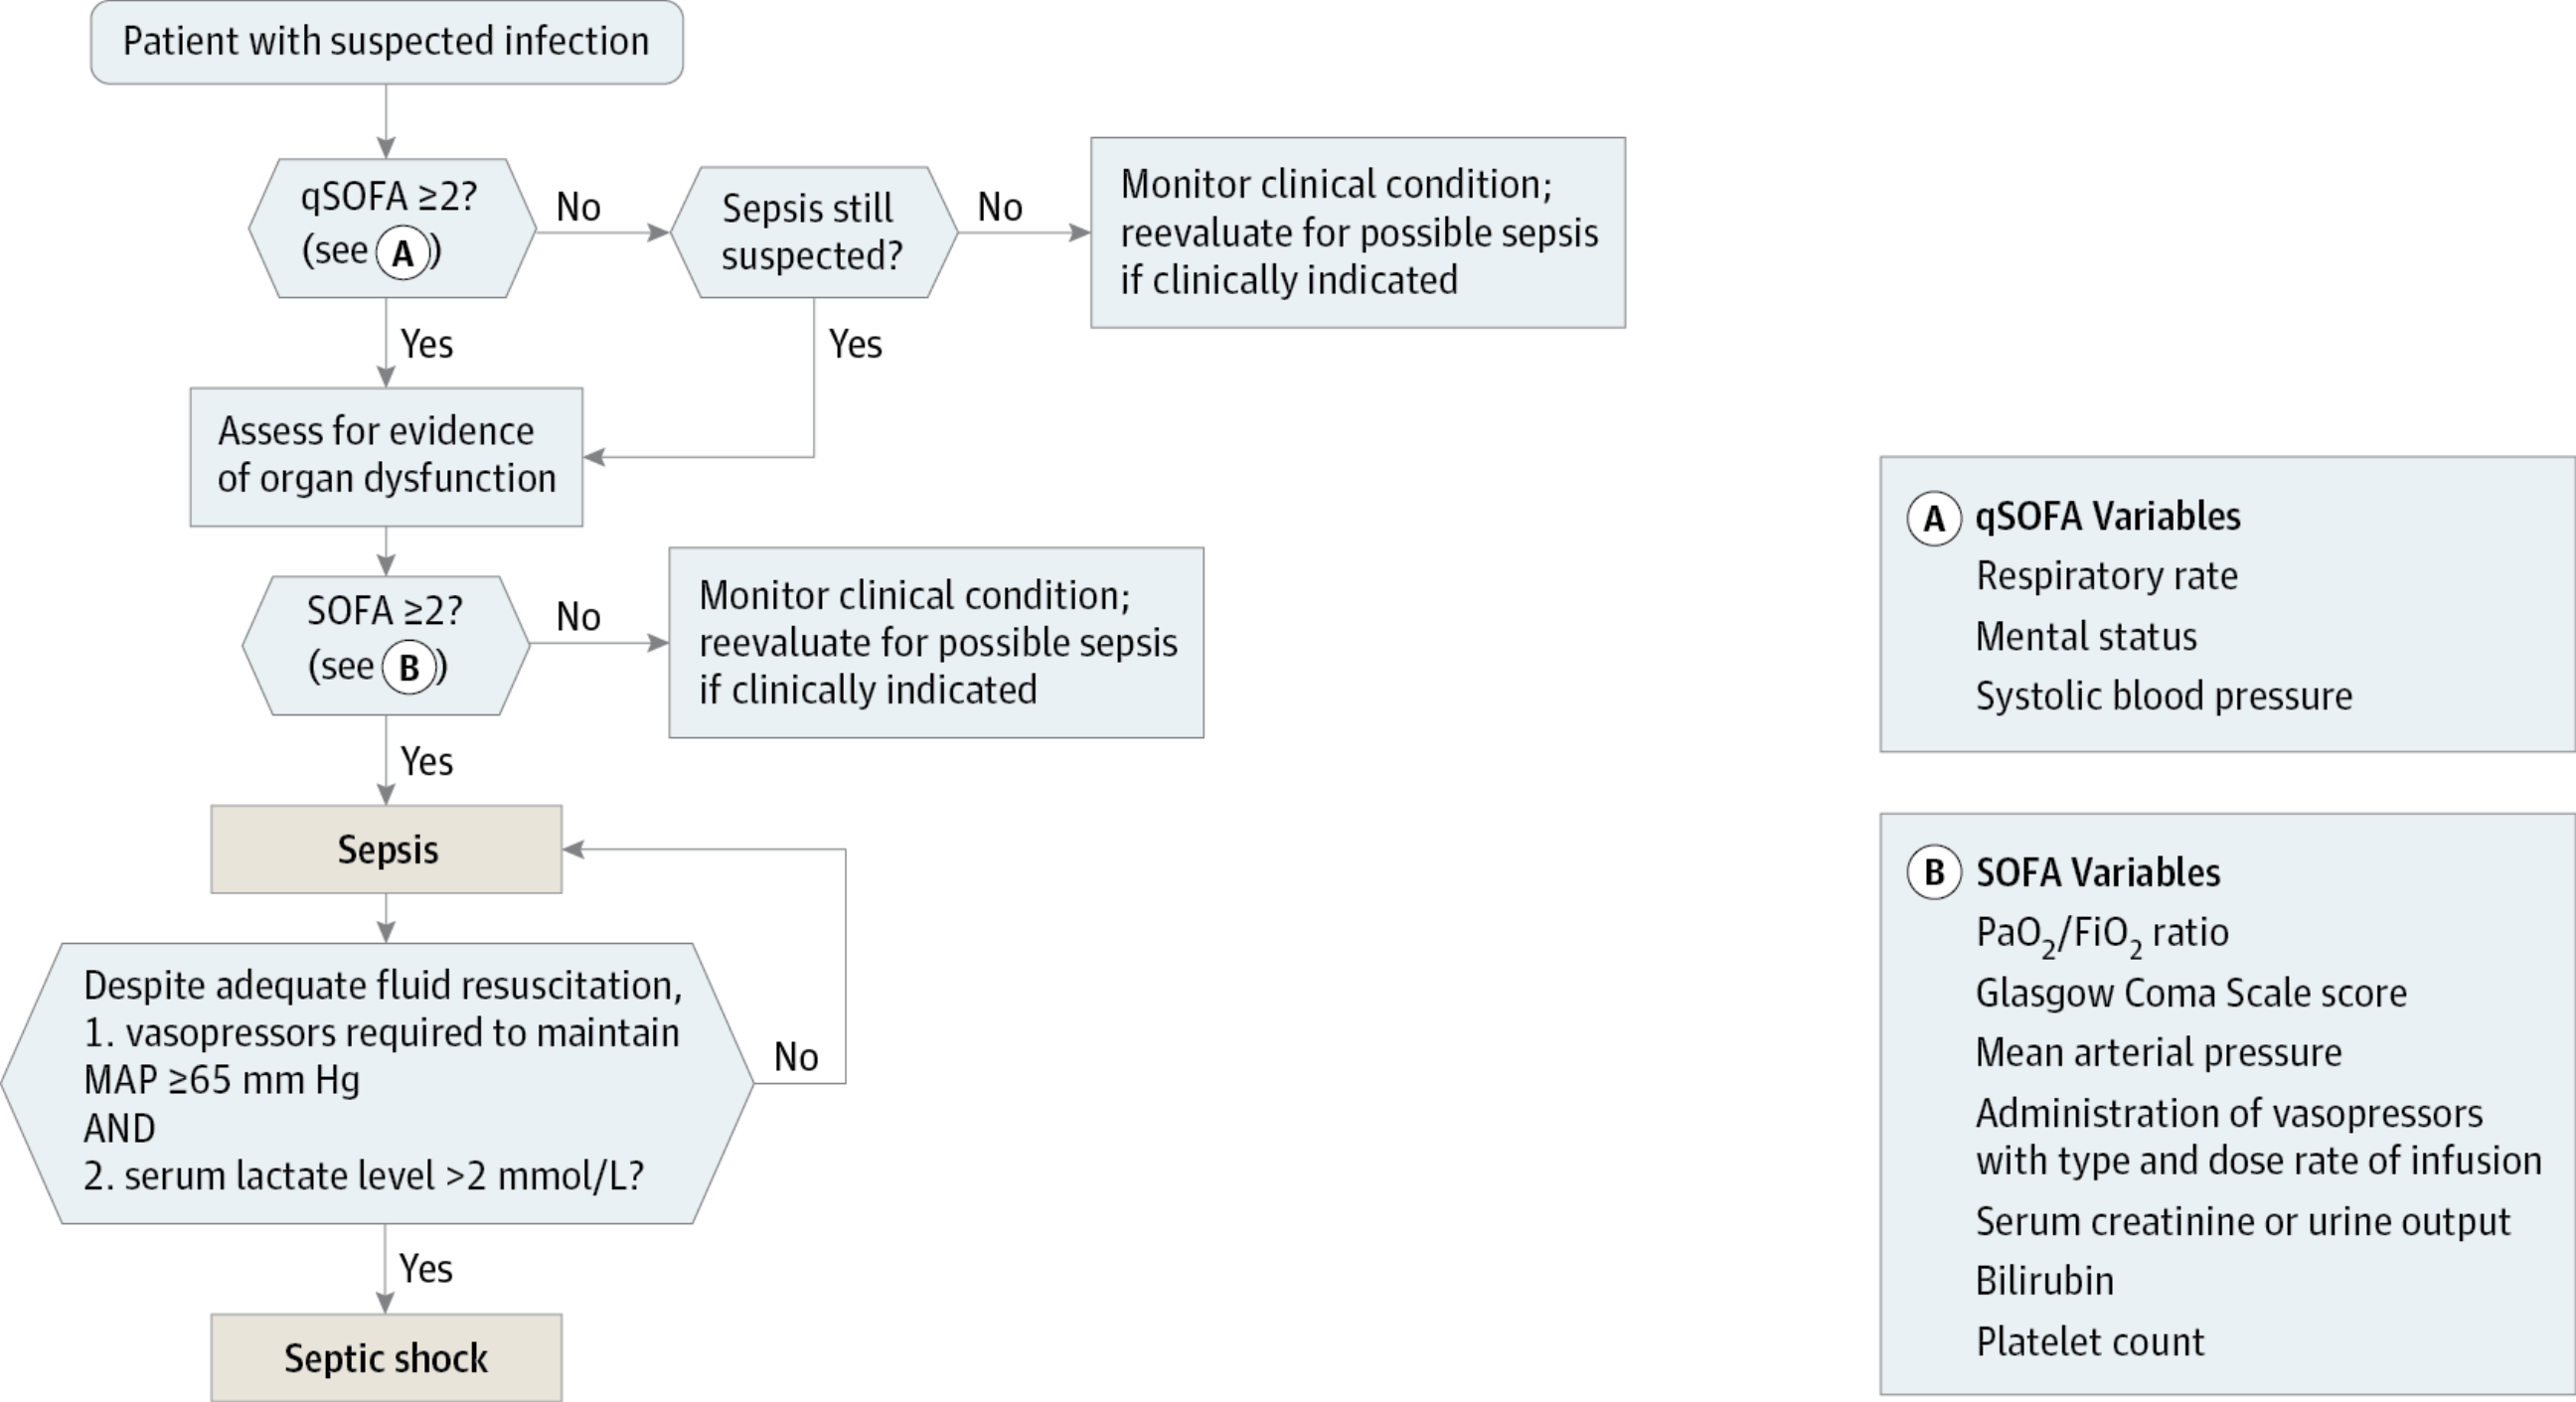 Patient with suspected infection
qSOFA ≥2?
(see A)
No
Sepsis still
suspected?
No
Monitor clinical condition;
reevaluate for possible sepsis
if clinically indicated
Yes
Yes
Assess for evidence
of organ dysfunction
SOFA ≥2?
(see B)
No
Monitor clinical condition;
reevaluate for possible sepsis
if clinically indicated
Yes
Sepsis
Despite adequate fluid resuscitation,
1. vasopressors required to maintain
MAP ≥65 mm Hg
AND
2. serum lactate level >2 mmol/L?
No
Yes
Septic shock
A qSOFA Variables
Respiratory rate
Mental status
Systolic blood pressure
B SOFA Variables
PaO₂/FiO₂ ratio
Glasgow Coma Scale score
Mean arterial pressure
Administration of vasopressors
with type and dose rate of infusion
Serum creatinine or urine output
Bilirubin
Platelet count